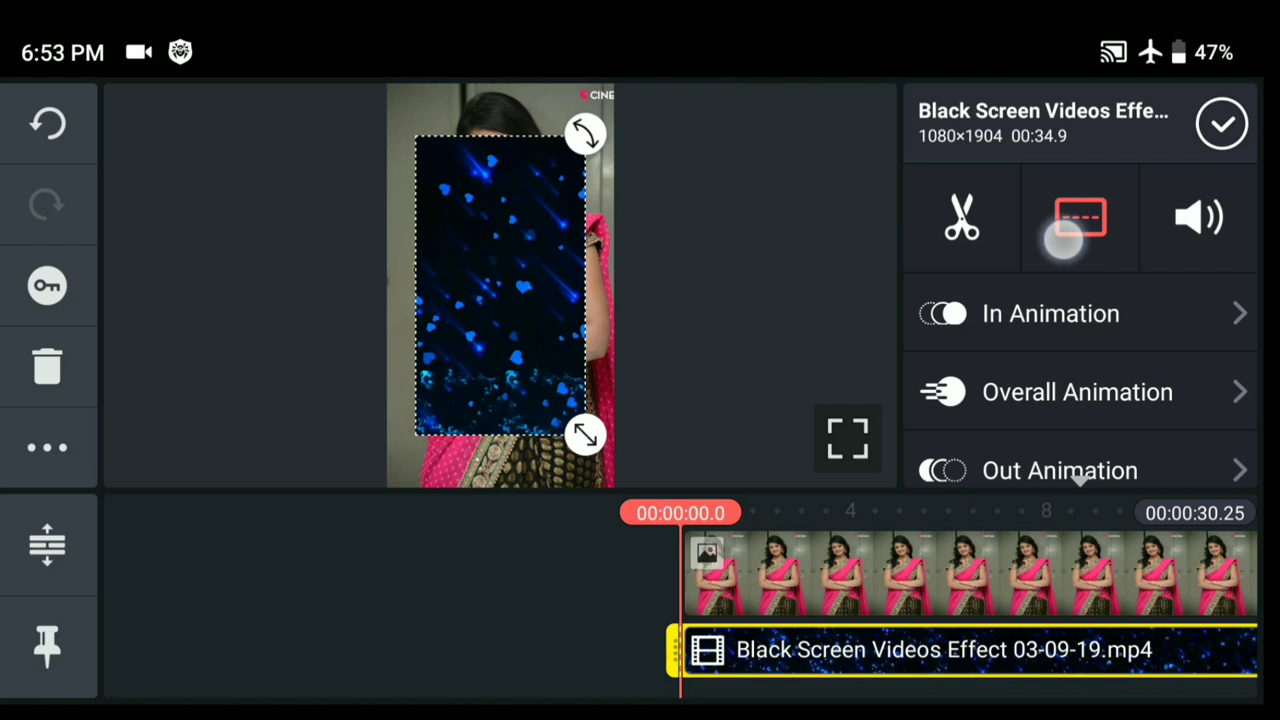 6:53 PM
47%
CINE
Black Screen Videos Effe...
1080×1904 00:34.9
In Animation
Overall Animation
Out Animation
00:00:00.0
4
8
00:00:30.25
Black Screen Videos Effect 03-09-19.mp4